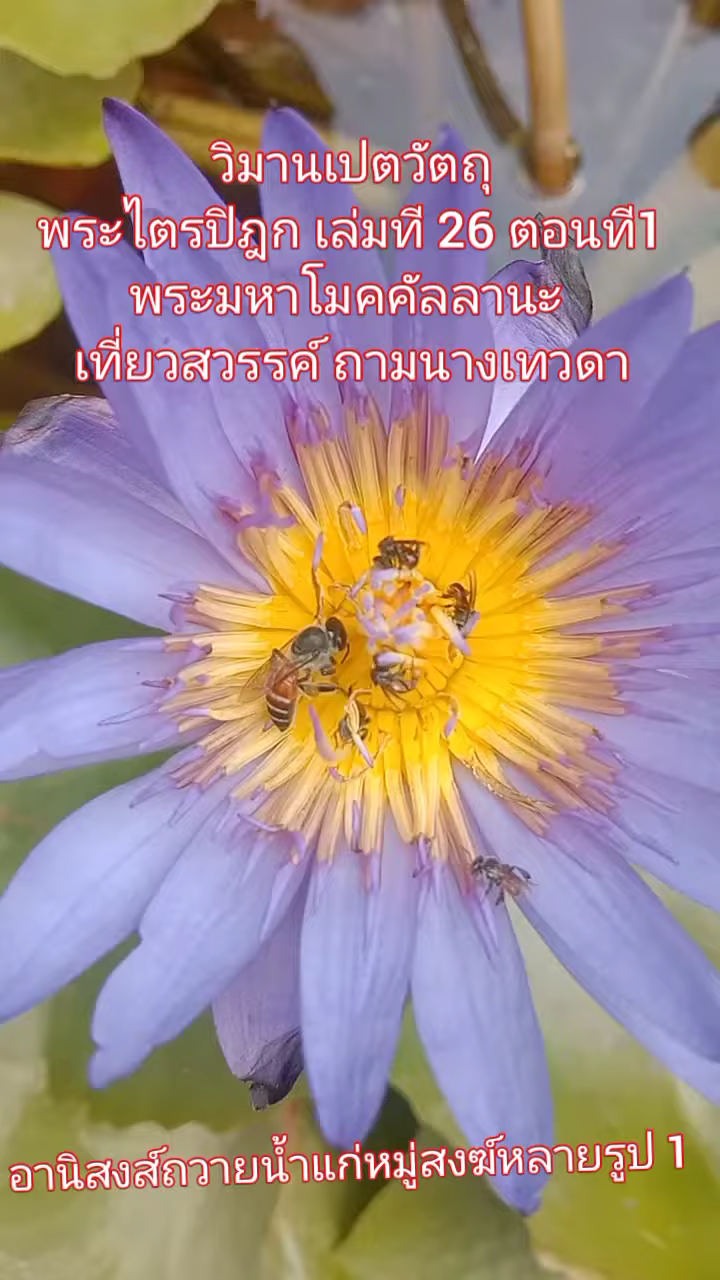 วิมานเปตวัตถุ
พระไตรปิฎก เล่มที่ 26 ตอนที่1
พระมหาโมคคัลลานะ
เที่ยวสวรรค์ ถามนางเทวดา
อานิสงส์ถวายน้ำแก่หมู่สงฆ์หลายรูป 1